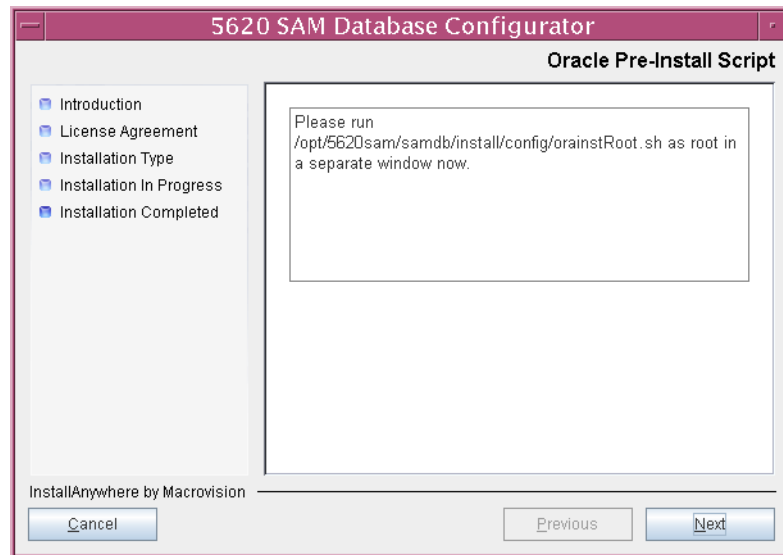 5620 SAM Database Configurator
Oracle Pre-Install Script
Introduction
License Agreement
Installation Type
Installation In Progress
Installation Completed
Please run
/opt/5620sam/samdb/install/config/orainstRoot.sh as root in
a separate window now.
InstallAnywhere by Macrovision
Cancel
Previous
Next